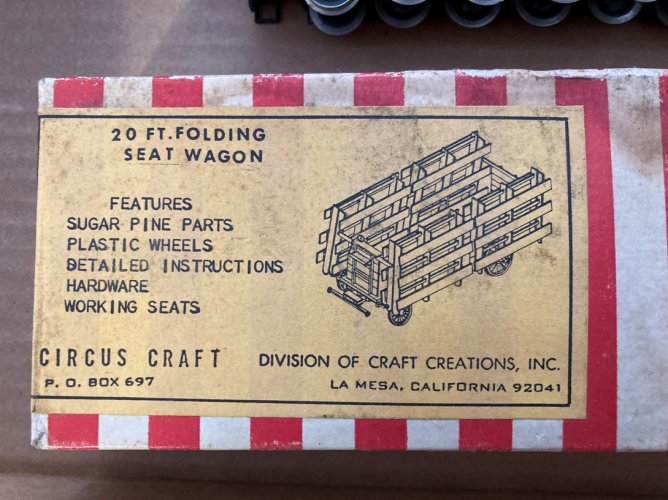 20 FT. FOLDING
SEAT WAGON
FEATURES
SUGAR PINE PARTS
PLASTIC WHEELS
DETAILED INSTRUCTIONS
HARDWARE
WORKING SEATS
CIRCUS CRAFT DIVISION OF CRAFT CREATIONS, INC.
P. O. BOX 697 LA MESA, CALIFORNIA 92041